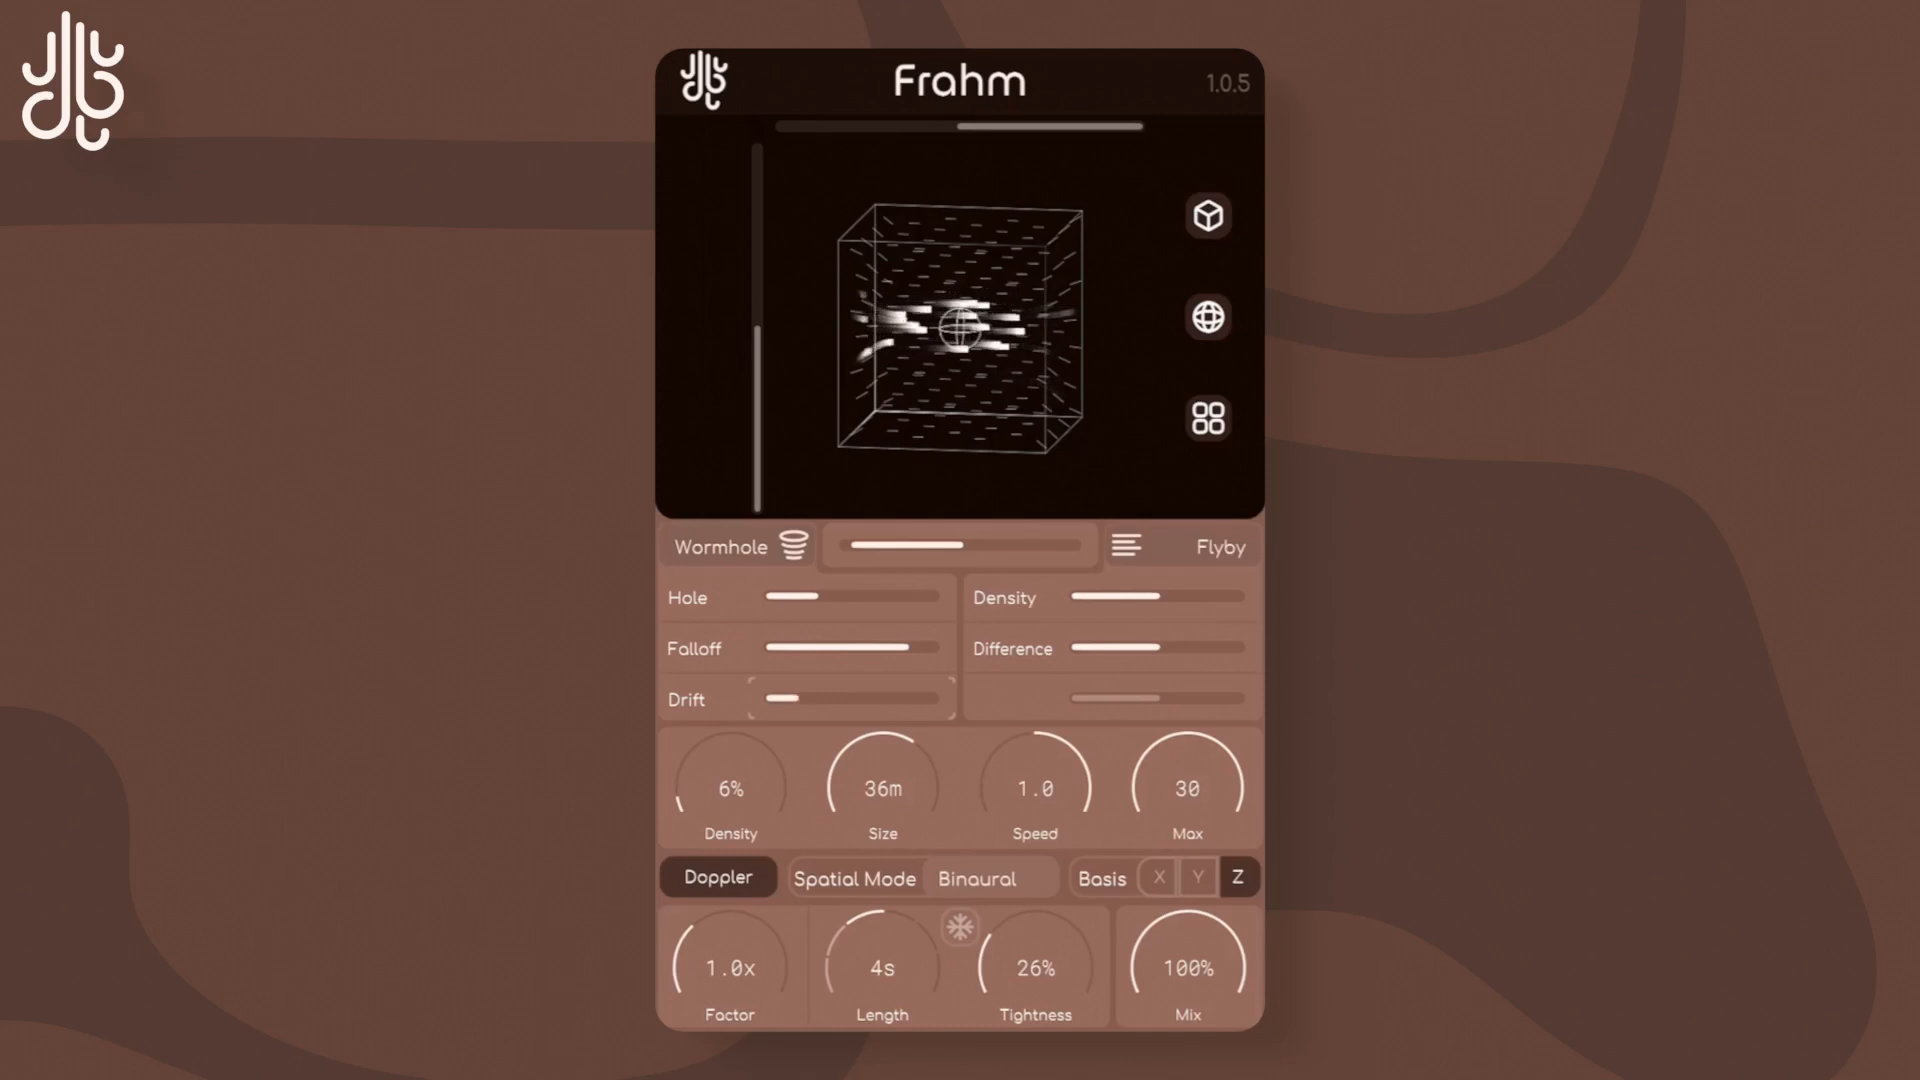 Frahm
1.0.5
Wormhole
Flyby
Hole
Density
Falloff
Difference
Drift
6%
36m
1.0
30
Density
Size
Speed
Max
Doppler
Spatial Mode
Binaural
Basis
X
Y
Z
1.0x
4s
26%
100%
Factor
Length
Tightness
Mix